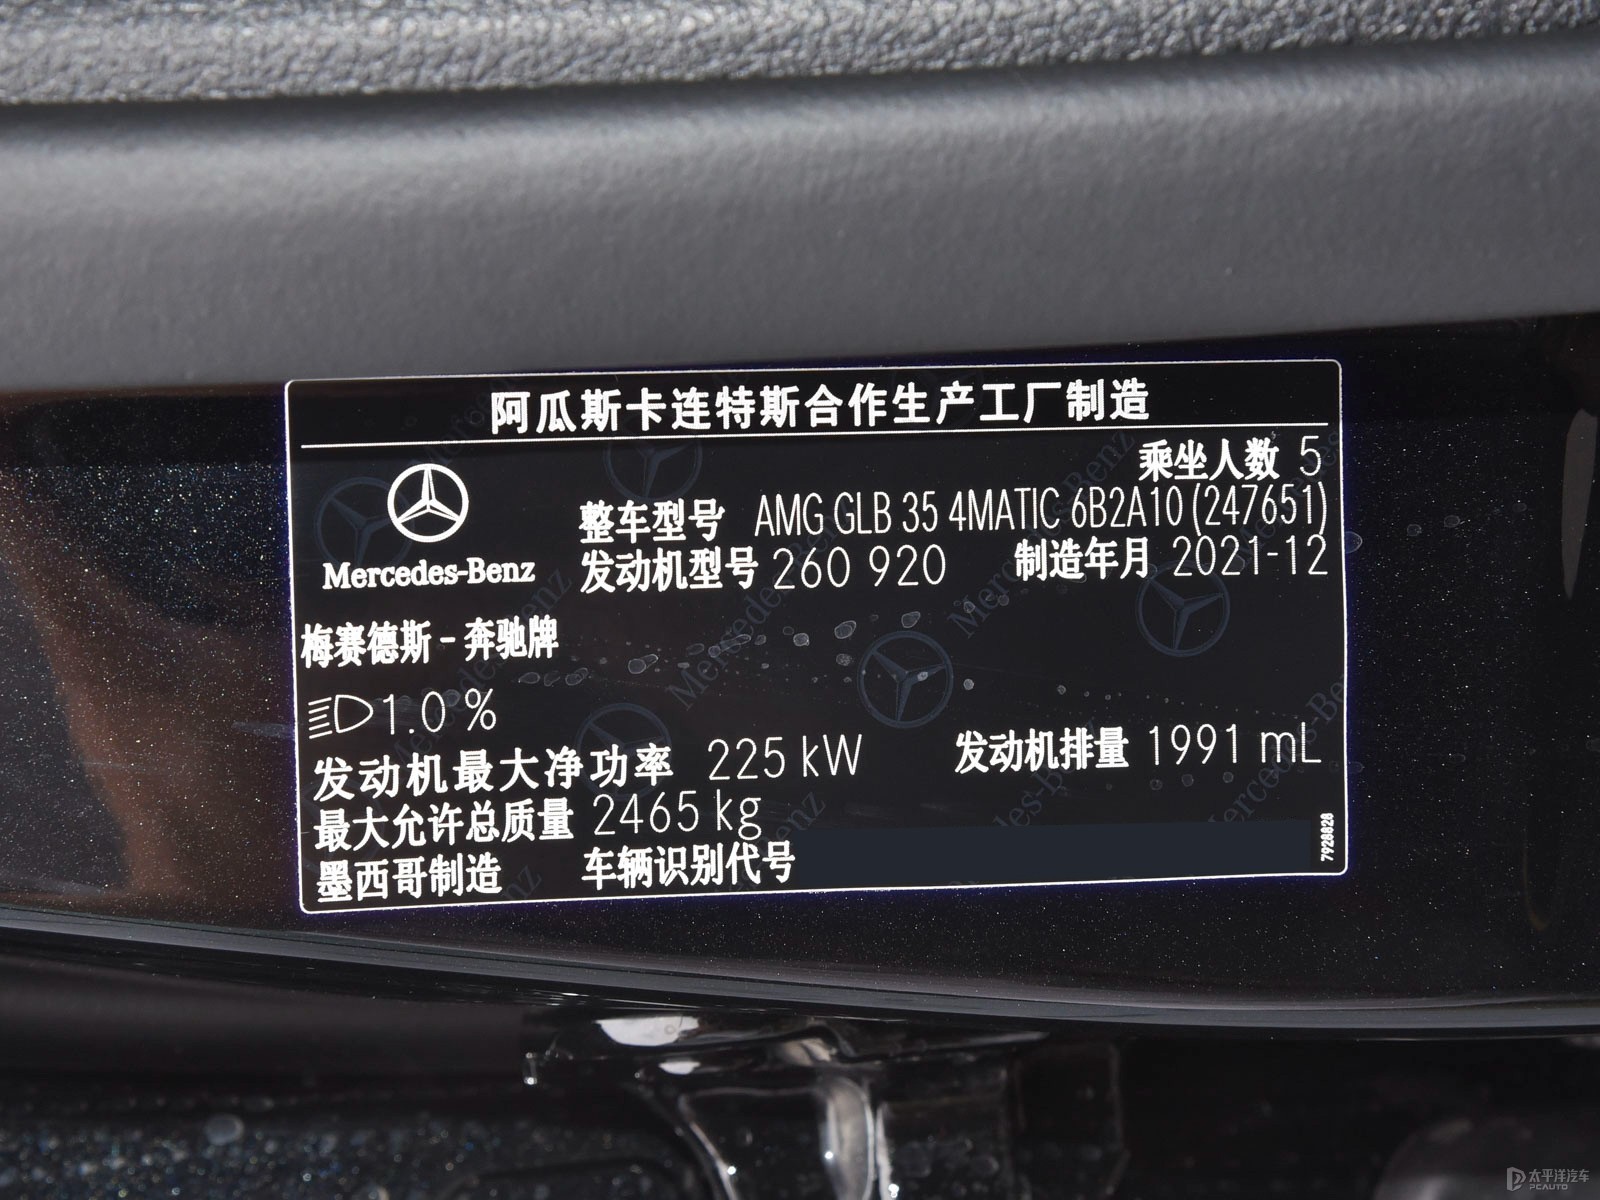 阿瓜斯卡连特斯合作生产工厂制造
乘坐人数 5
整车型号 AMG GLB 35 4MATIC 6B2A10 (247651)
Mercedes-Benz
发动机型号 260 920 制造年月 2021-12
梅赛德斯-奔驰牌
1.0 %
发动机最大净功率 225 kW 发动机排量 1991 mL
最大允许总质量 2465 kg
墨西哥制造 车辆识别代号
7928828
太平洋汽车
PCAUTO